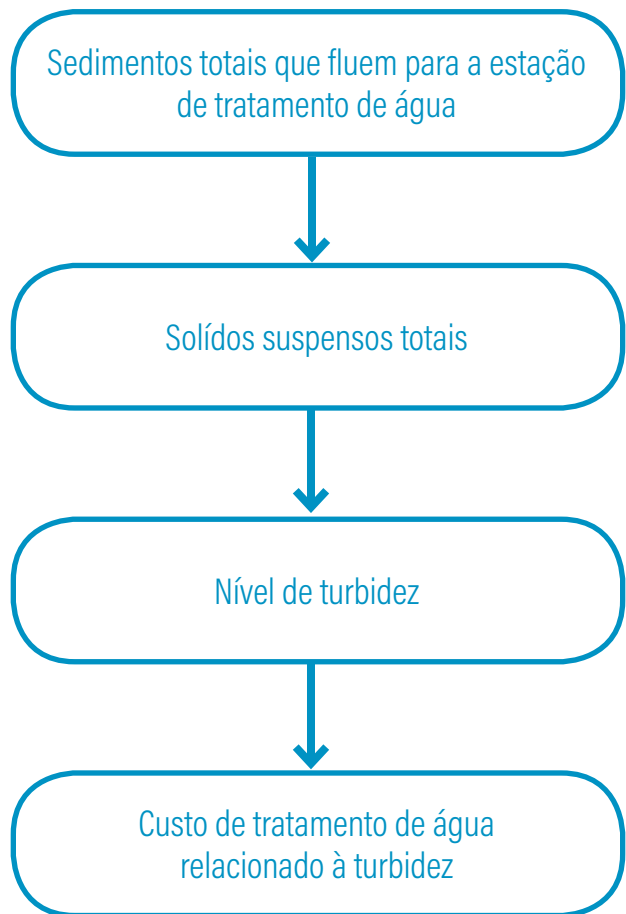 Sedimentos totais que fluem para a estação
de tratamento de água
Solídos suspensos totais
Nível de turbidez
Custo de tratamento de água
relacionado à turbidez